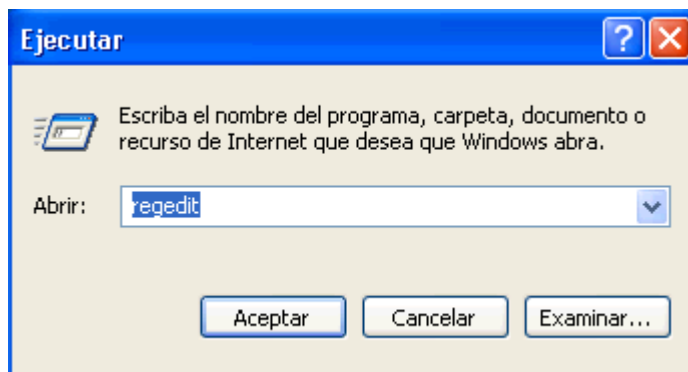 Ejecutar
Escriba el nombre del programa, carpeta, documento o
recurso de Internet que desea que Windows abra.
Abrir: regedit
Aceptar Cancelar Examinar...